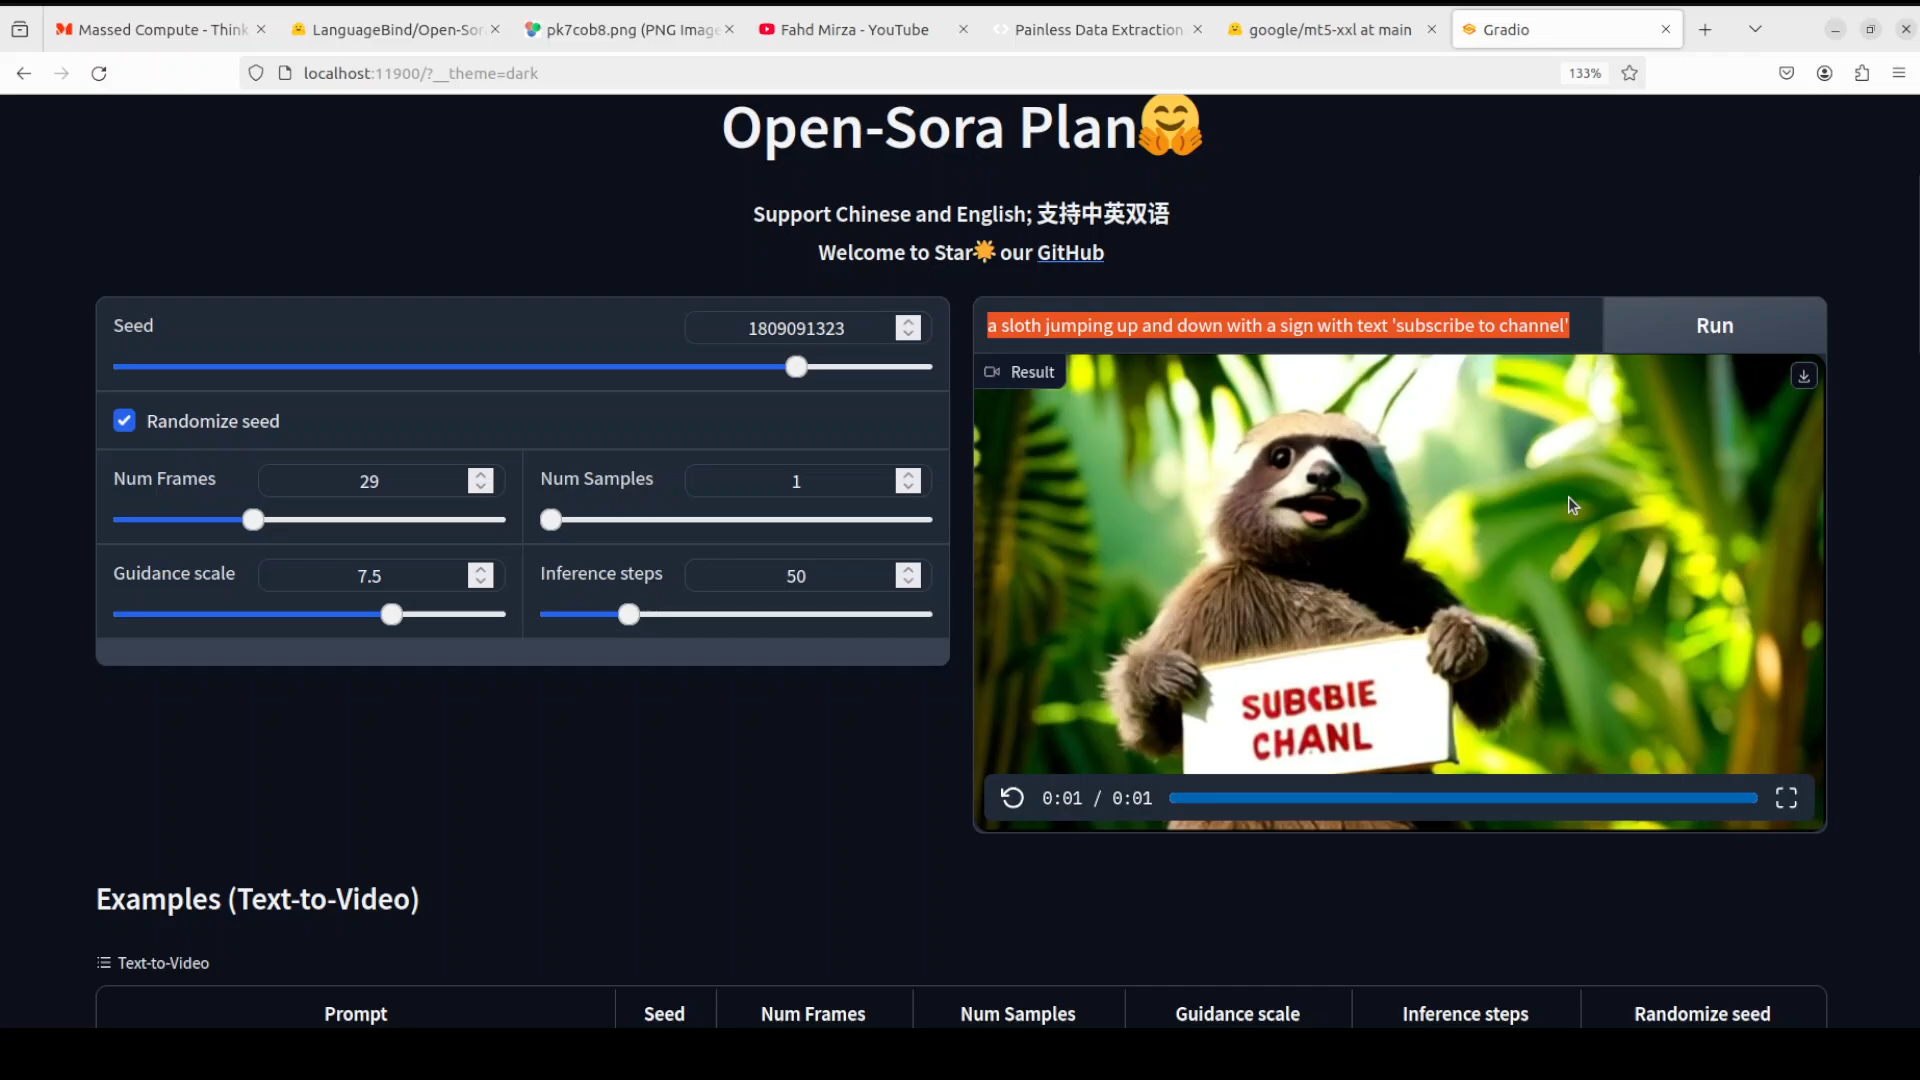 Massed Compute - Think
LanguageBind/Open-Sor
pk7cob8.png (PNG Image
Fahd Mirza - YouTube
Painless Data Extraction
google/mt5-xxl at main
Gradio
localhost:11900/?__theme=dark
133%
Open-Sora Plan🤗
Support Chinese and English; 支持中英双语
Welcome to Star🌟 our GitHub
Seed
1809091323
Randomize seed
Num Frames
29
Num Samples
1
Guidance scale
7.5
Inference steps
50
a sloth jumping up and down with a sign with text 'subscribe to channel'
Run
Result
SUBCBIE
CHANL
0:01 / 0:01
Examples (Text-to-Video)
Text-to-Video
Prompt
Seed
Num Frames
Num Samples
Guidance scale
Inference steps
Randomize seed